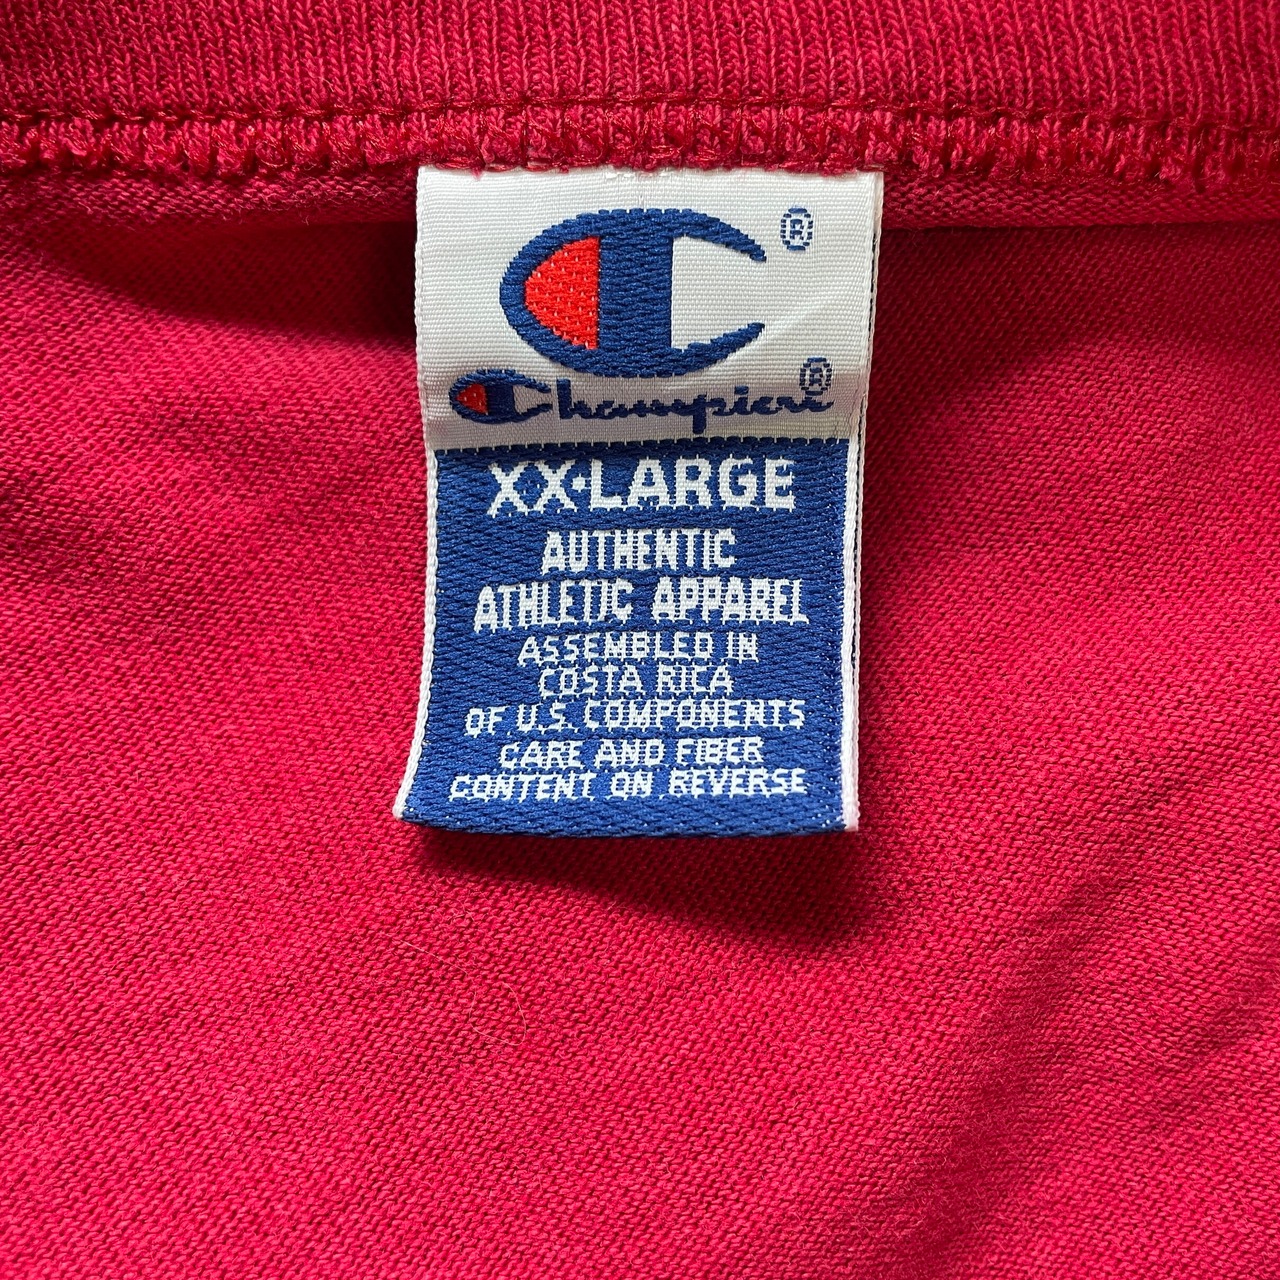 ®
Champion®
XX·LARGE
AUTHENTIC
ATHLETIC APPAREL
ASSEMBLED IN
COSTA RICA
OF U.S. COMPONENTS
CARE AND FIBER
CONTENT ON REVERSE